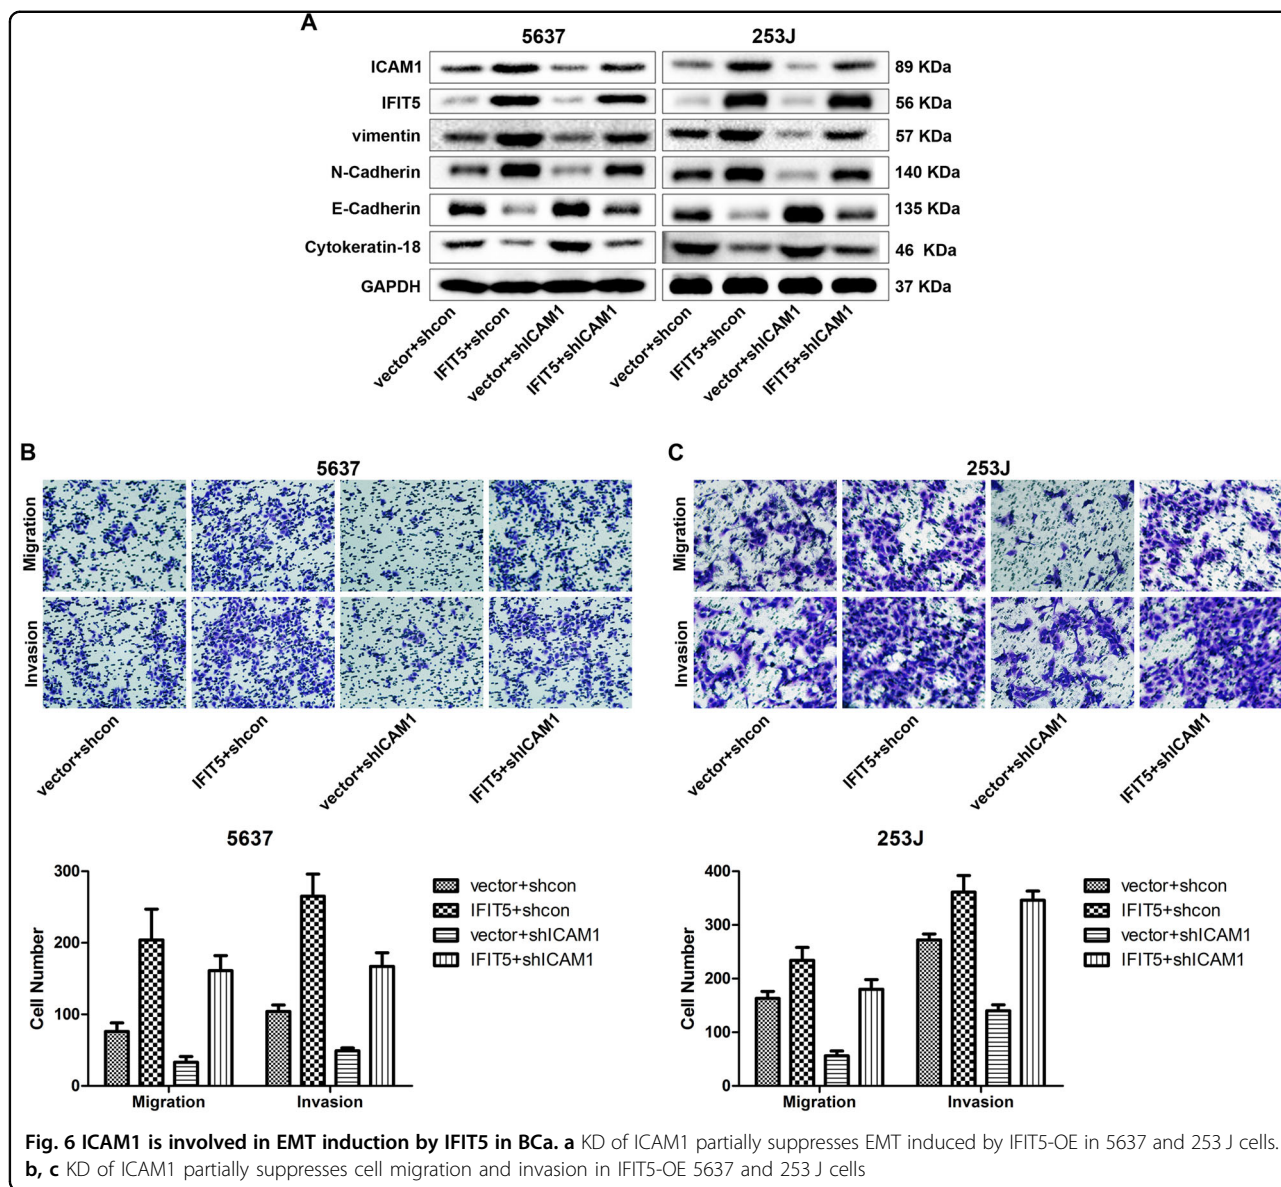 A
5637 253J
ICAM1 89 KDa
IFIT5 56 KDa
vimentin 57 KDa
N-Cadherin 140 KDa
E-Cadherin 135 KDa
Cytokeratin-18 46 KDa
GAPDH 37 KDa
vector+shcon IFIT5+shcon vector+shICAM1 IFIT5+shICAM1 vector+shcon IFIT5+shcon vector+shICAM1 IFIT5+shICAM1
B
5637
Migration
Invasion
vector+shcon IFIT5+shcon vector+shICAM1 IFIT5+shICAM1
C
253J
Migration
Invasion
vector+shcon IFIT5+shcon vector+shICAM1 IFIT5+shICAM1
5637
Cell Number
300
200
100
0
Migration Invasion
vector+shcon
IFIT5+shcon
vector+shICAM1
IFIT5+shICAM1
253J
Cell Number
400
300
200
100
0
Migration Invasion
vector+shcon
IFIT5+shcon
vector+shICAM1
IFIT5+shICAM1
Fig. 6 ICAM1 is involved in EMT induction by IFIT5 in BCa. a KD of ICAM1 partially suppresses EMT induced by IFIT5-OE in 5637 and 253 J cells.
b, c KD of ICAM1 partially suppresses cell migration and invasion in IFIT5-OE 5637 and 253 J cells